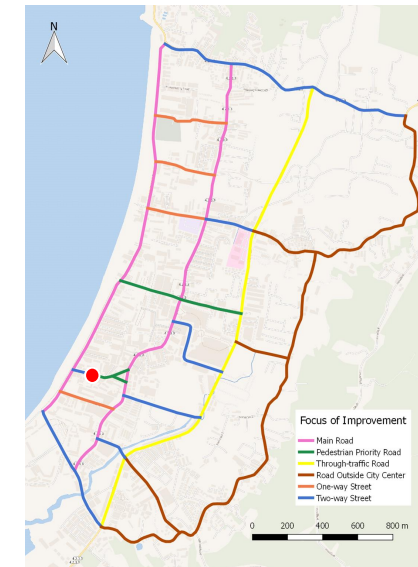 N
Focus of Improvement
Main Road
Pedestrian Priority Road
Through-traffic Road
Road Outside City Center
One-way Street
Two-way Street
0 200 400 600 800 m